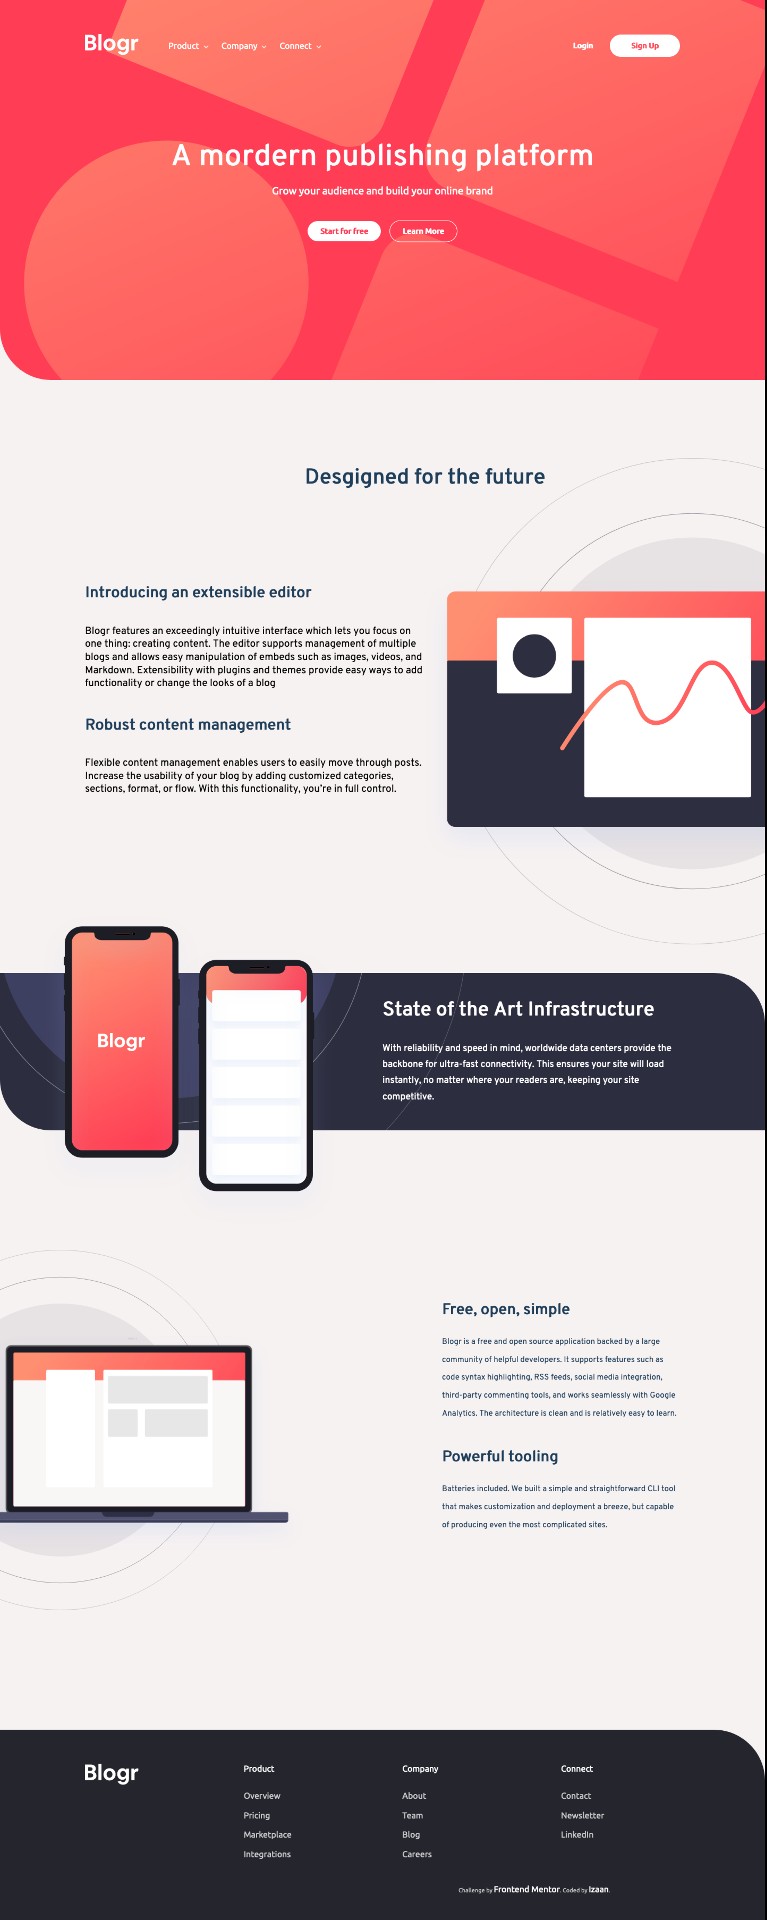 Blogr Product Company Connect Login Sign Up
A mordern publishing platform
Grow your audience and build your online brand
Start for free Learn More
Desgigned for the future
Introducing an extensible editor
Blogr features an exceedingly intuitive interface which lets you focus on
one thing: creating content. The editor supports management of multiple
blogs and allows easy manipulation of embeds such as images, videos, and
Markdown. Extensibility with plugins and themes provide easy ways to add
functionality or change the looks of a blog
Robust content management
Flexible content management enables users to easily move through posts.
Increase the usability of your blog by adding customized categories,
sections, format, or flow. With this functionality, you're in full control.
Blogr
State of the Art Infrastructure
With reliability and speed in mind, worldwide data centers provide the
backbone for ultra-fast connectivity. This ensures your site will load
instantly, no matter where your readers are, keeping your site
competitive.
Free, open, simple
Blogr is a free and open source application backed by a large
community of helpful developers. It supports features such as
code syntax highlighting, RSS feeds, social media integration,
third-party commenting tools, and works seamlessly with Google
Analytics. The architecture is clean and is relatively easy to learn.
Powerful tooling
Batteries included. We built a simple and straightforward CLI tool
that makes customization and deployment a breeze, but capable
of producing even the most complicated sites.
Blogr
Product
Overview
Pricing
Marketplace
Integrations
Company
About
Team
Blog
Careers
Connect
Contact
Newsletter
LinkedIn
Challenge by Frontend Mentor. Coded by Izaan.